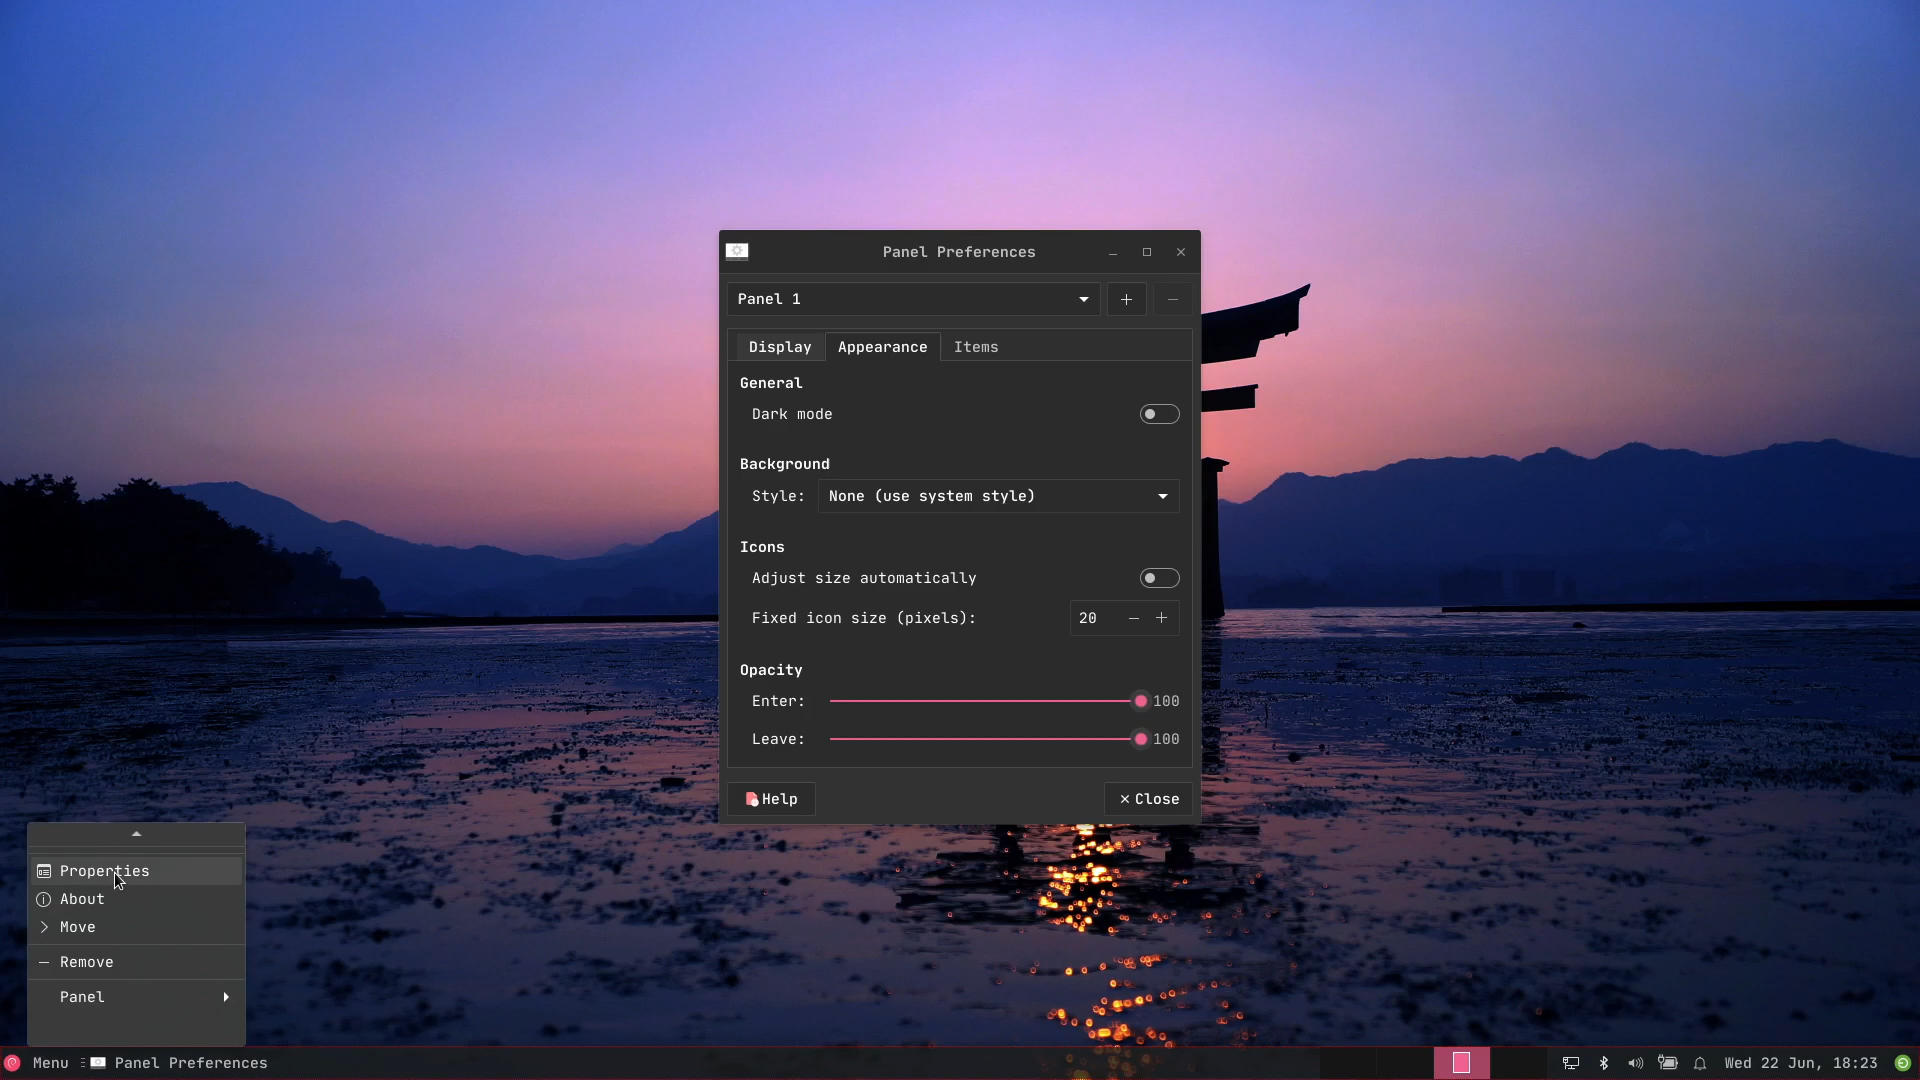 Panel Preferences
Panel 1
Display Appearance Items
General
Dark mode
Background
Style: None (use system style)
Icons
Adjust size automatically
Fixed icon size (pixels): 20
Opacity
Enter: 100
Leave: 100
Help
Close
Properties
About
Move
Remove
Panel
Menu
Panel Preferences
Wed 22 Jun, 18:23